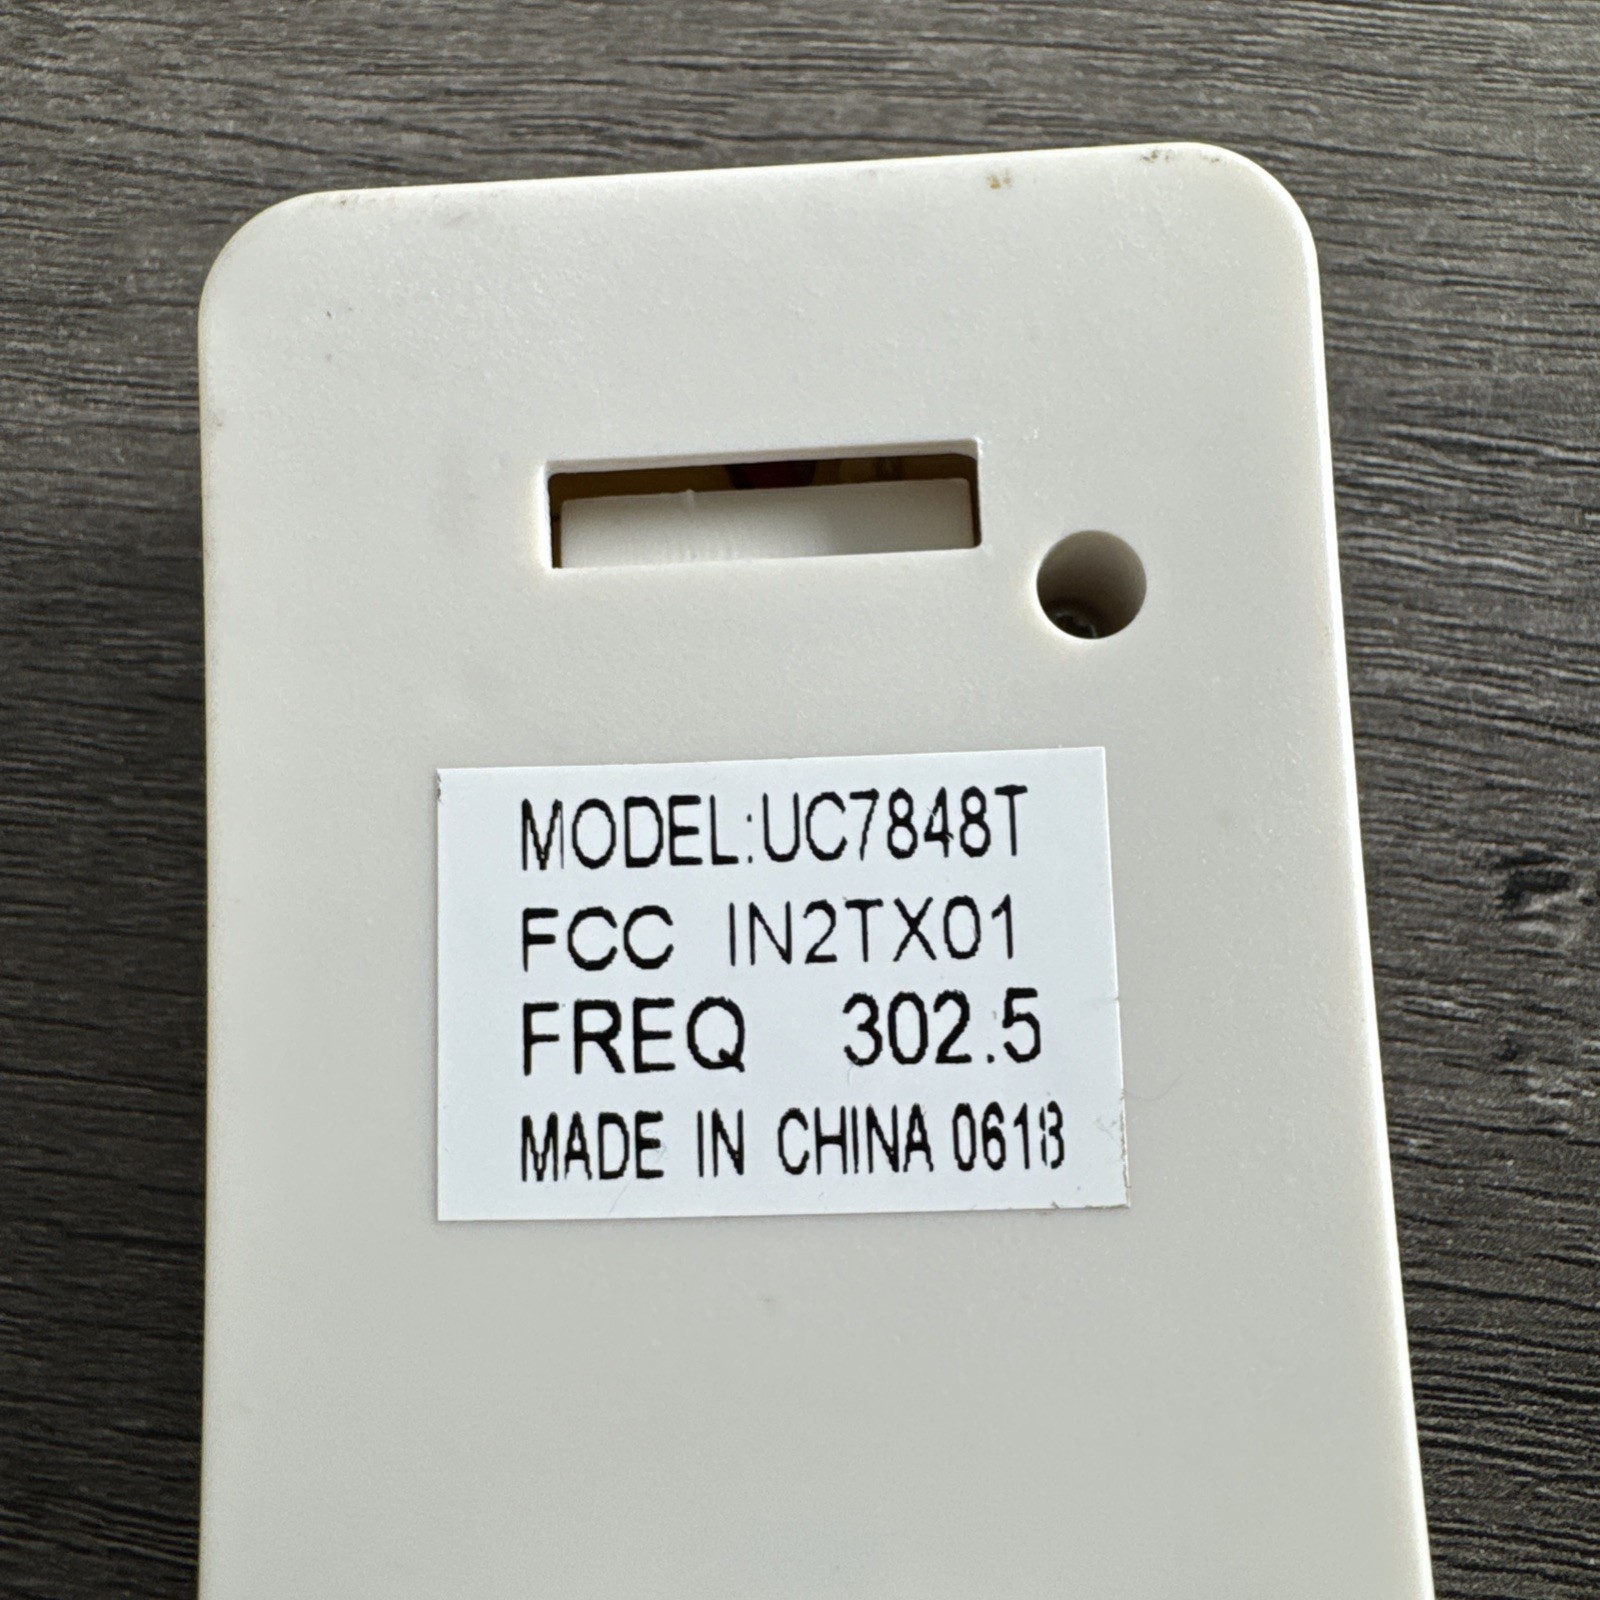 MODEL:UC7848T
FCC IN2TX01
FREQ 302.5
MADE IN CHINA 0618